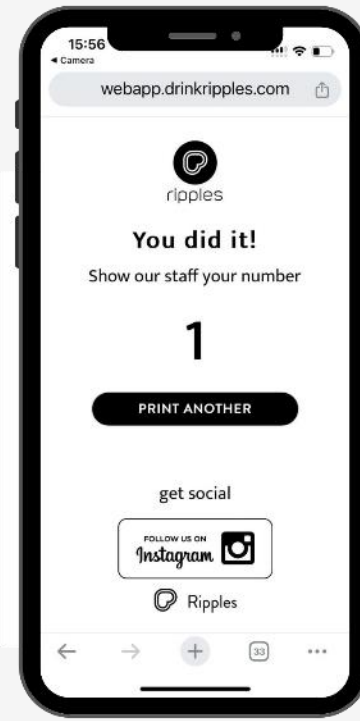 15:56
◄ Camera
webapp.drinkripples.com
ripples
You did it!
Show our staff your number
1
PRINT ANOTHER
get social
FOLLOW US ON
Instagram
Ripples
33